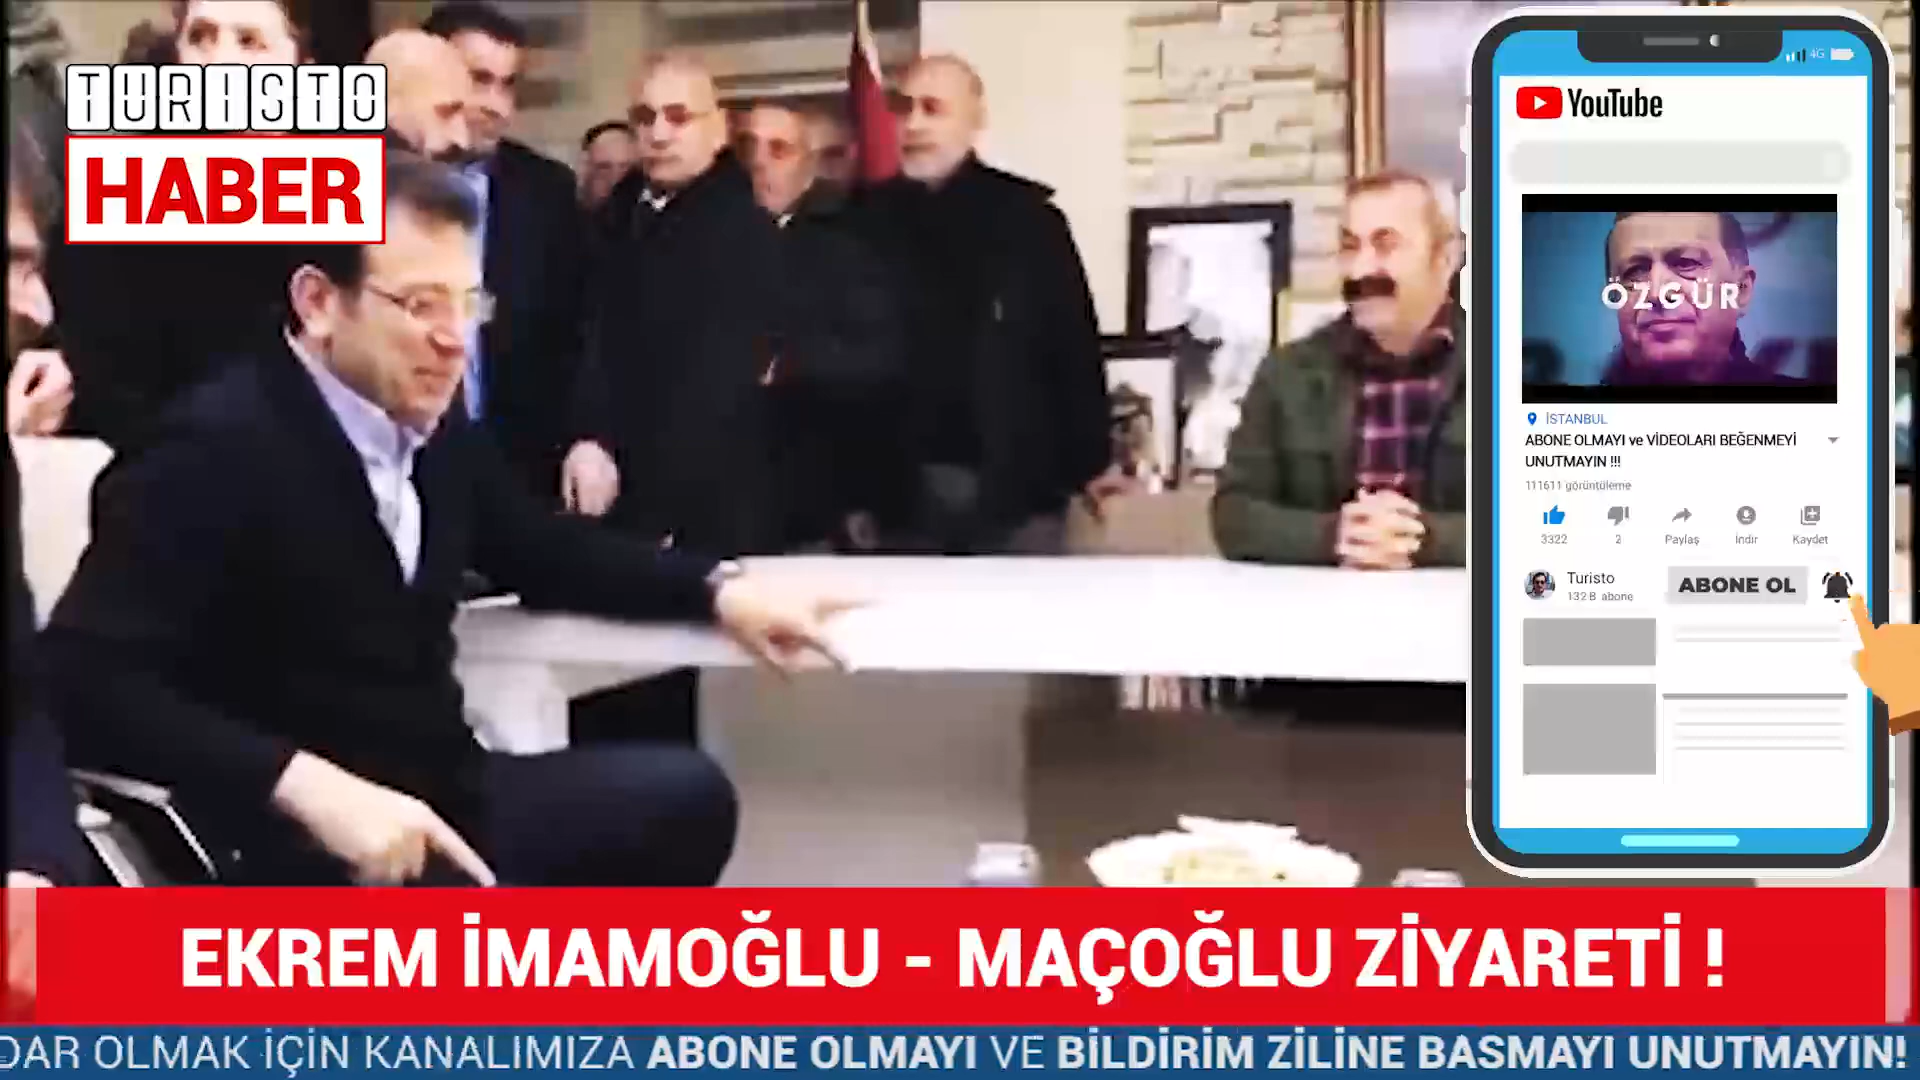 TURISTO
HABER
4G
YouTube
ÖZGÜR
İSTANBUL
ABONE OLMAYI ve VİDEOLARI BEĞENMEYİ
UNUTMAYIN !!!
111611 görüntüleme
3322
2
Paylaş
İndir
Kaydet
Turisto
132 B abone
ABONE OL
EKREM İMAMOĞLU - MAÇOĞLU ZİYARETİ !
DAR OLMAK İÇİN KANALIMIZA ABONE OLMAYI VE BİLDİRİM ZİLİNE BASMAYI UNUTMAYIN!